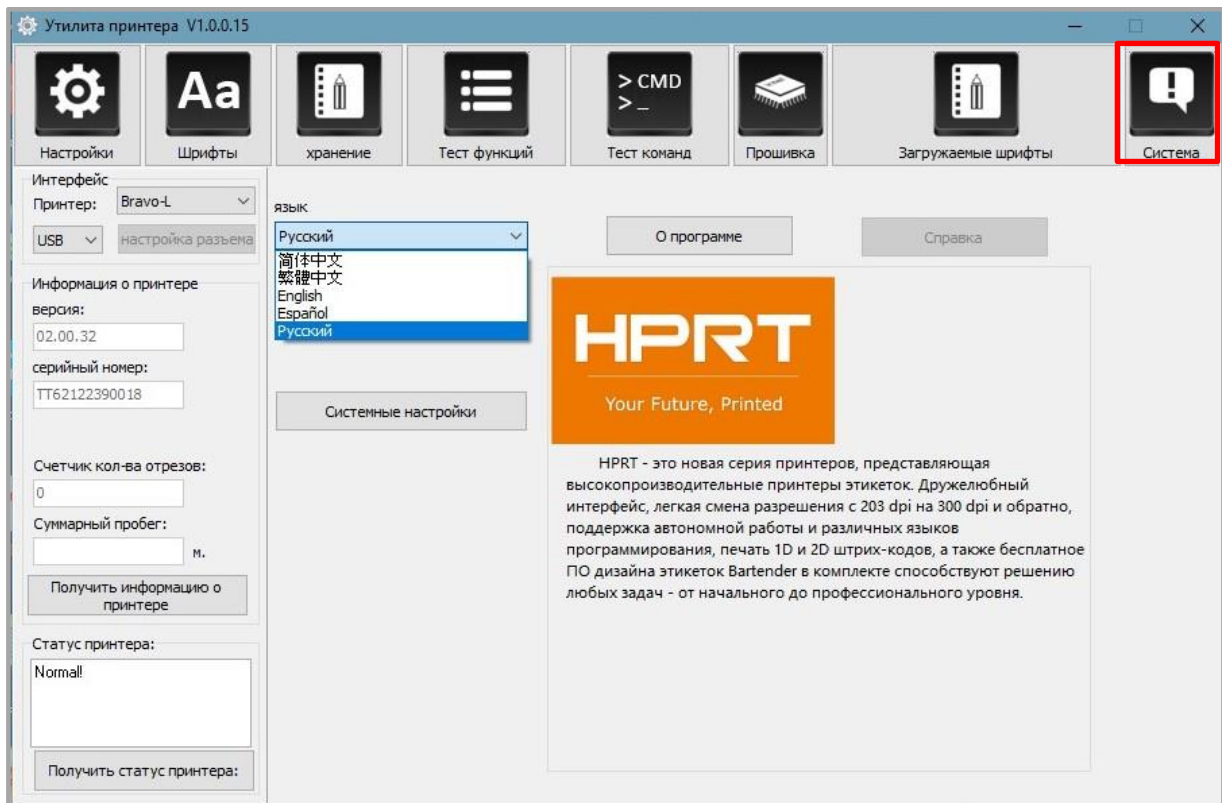 Утилита принтера V1.0.0.15
Aa
> CMD
> _
Настройки
Шрифты
хранение
Тест функций
Тест команд
Прошивка
Загружаемые шрифты
Система
Интерфейс
Принтер:
Bravo-L
USB
настройка разъема
Информация о принтере
версия:
02.00.32
серийный номер:
TT62122390018
Счетчик кол-ва отрезов:
0
Суммарный пробег:
м.
Получить информацию о
принтере
Статус принтера:
Normal!
Получить статус принтера:
язык
Русский
简体中文
繁體中文
English
Español
Русский
Системные настройки
О программе
Справка
HPRT
Your Future, Printed
HPRT - это новая серия принтеров, представляющая
высокопроизводительные принтеры этикеток. Дружелюбный
интерфейс, легкая смена разрешения с 203 dpi на 300 dpi и обратно,
поддержка автономной работы и различных языков
программирования, печать 1D и 2D штрих-кодов, а также бесплатное
ПО дизайна этикеток Bartender в комплекте способствуют решению
любых задач - от начального до профессионального уровня.